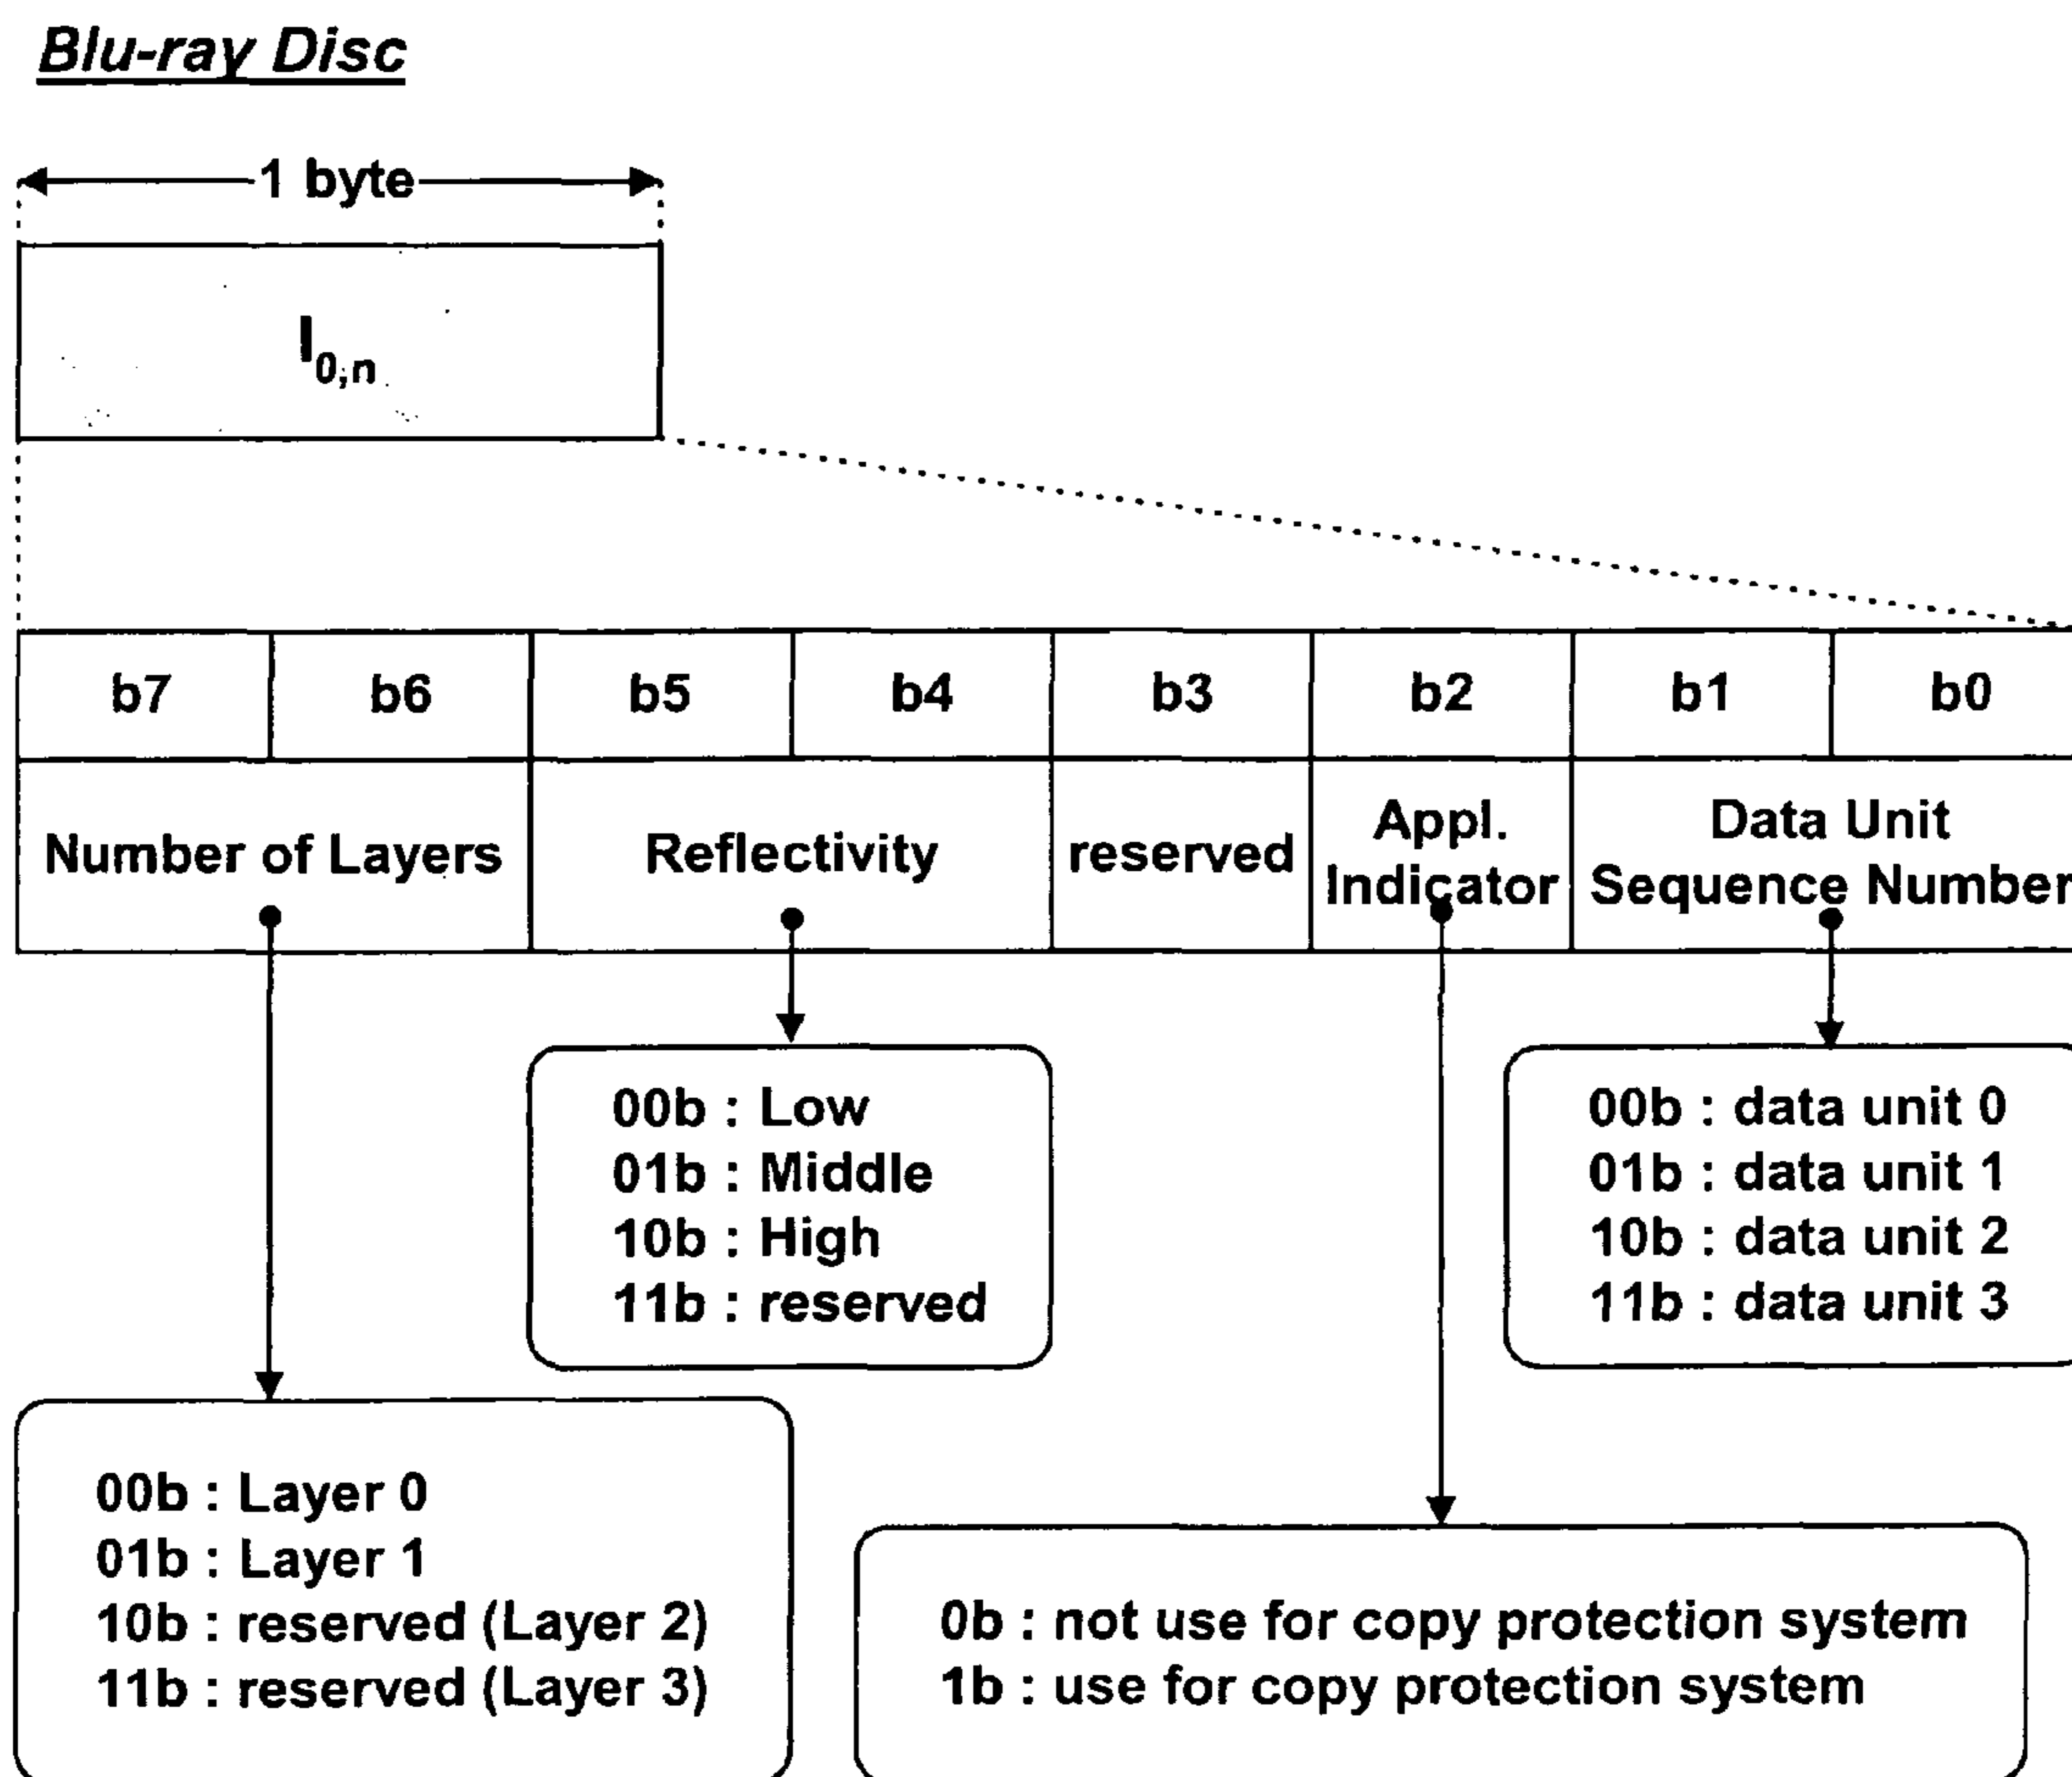 Blu-ray Disc
1 byte
I0,n
b7 b6 b5 b4 b3 b2 b1 b0
Number of Layers Reflectivity reserved Appl. Indicator Data Unit Sequence Number
00b : Low
01b : Middle
10b : High
11b : reserved
00b : data unit 0
01b : data unit 1
10b : data unit 2
11b : data unit 3
00b : Layer 0
01b : Layer 1
10b : reserved (Layer 2)
11b : reserved (Layer 3)
0b : not use for copy protection system
1b : use for copy protection system